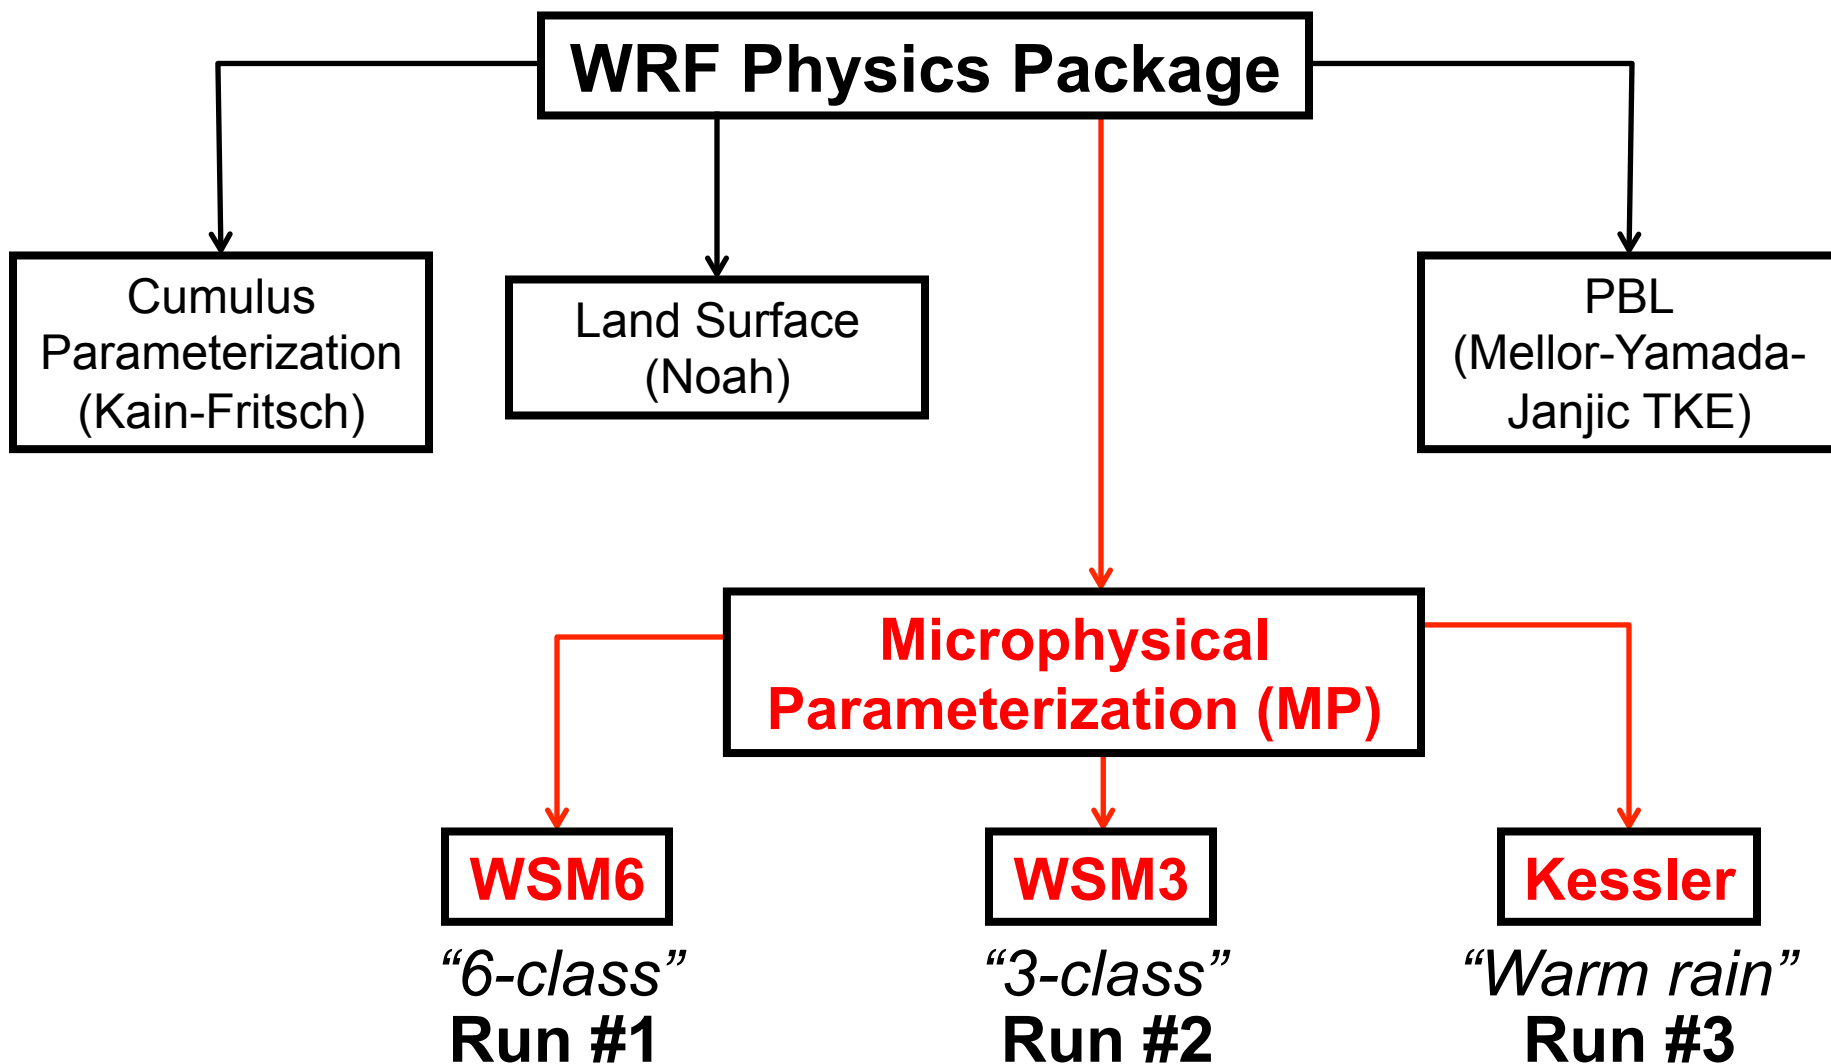 WRF Physics Package
Cumulus
Parameterization
(Kain-Fritsch)
Land Surface
(Noah)
PBL
(Mellor-Yamada-
Janjic TKE)
Microphysical
Parameterization (MP)
WSM6
WSM3
Kessler
“6-class”
“3-class”
“Warm rain”
Run #1
Run #2
Run #3